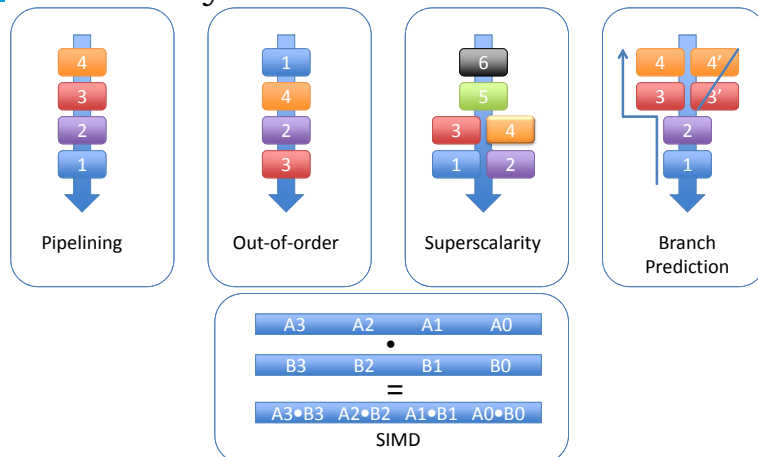 4
3
2
1
Pipelining
1
4
2
3
Out-of-order
6
5
3 4
1 2
Superscalarity
4 4’
3 3’
2
1
Branch
Prediction
A3 A2 A1 A0
•
B3 B2 B1 B0
=
A3•B3 A2•B2 A1•B1 A0•B0
SIMD